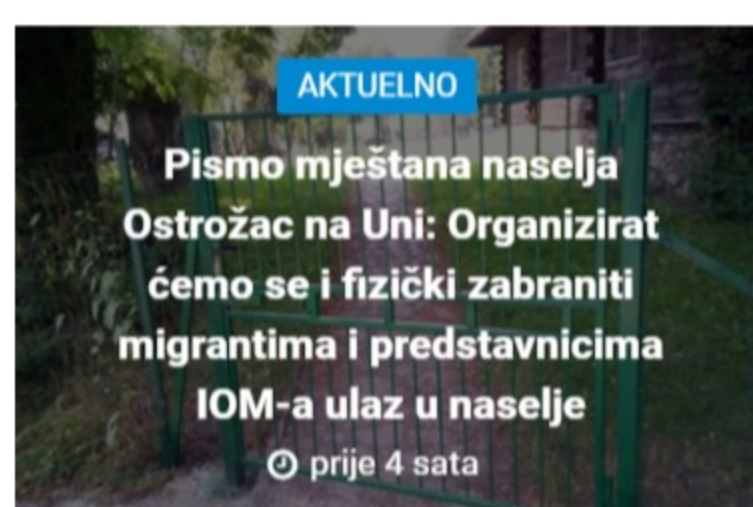 AKTUELNO
Pismo mještana naselja
Ostrožac na Uni: Organizirat
ćemo se i fizički zabraniti
migrantima i predstavnicima
IOM-a ulaz u naselje
prije 4 sata